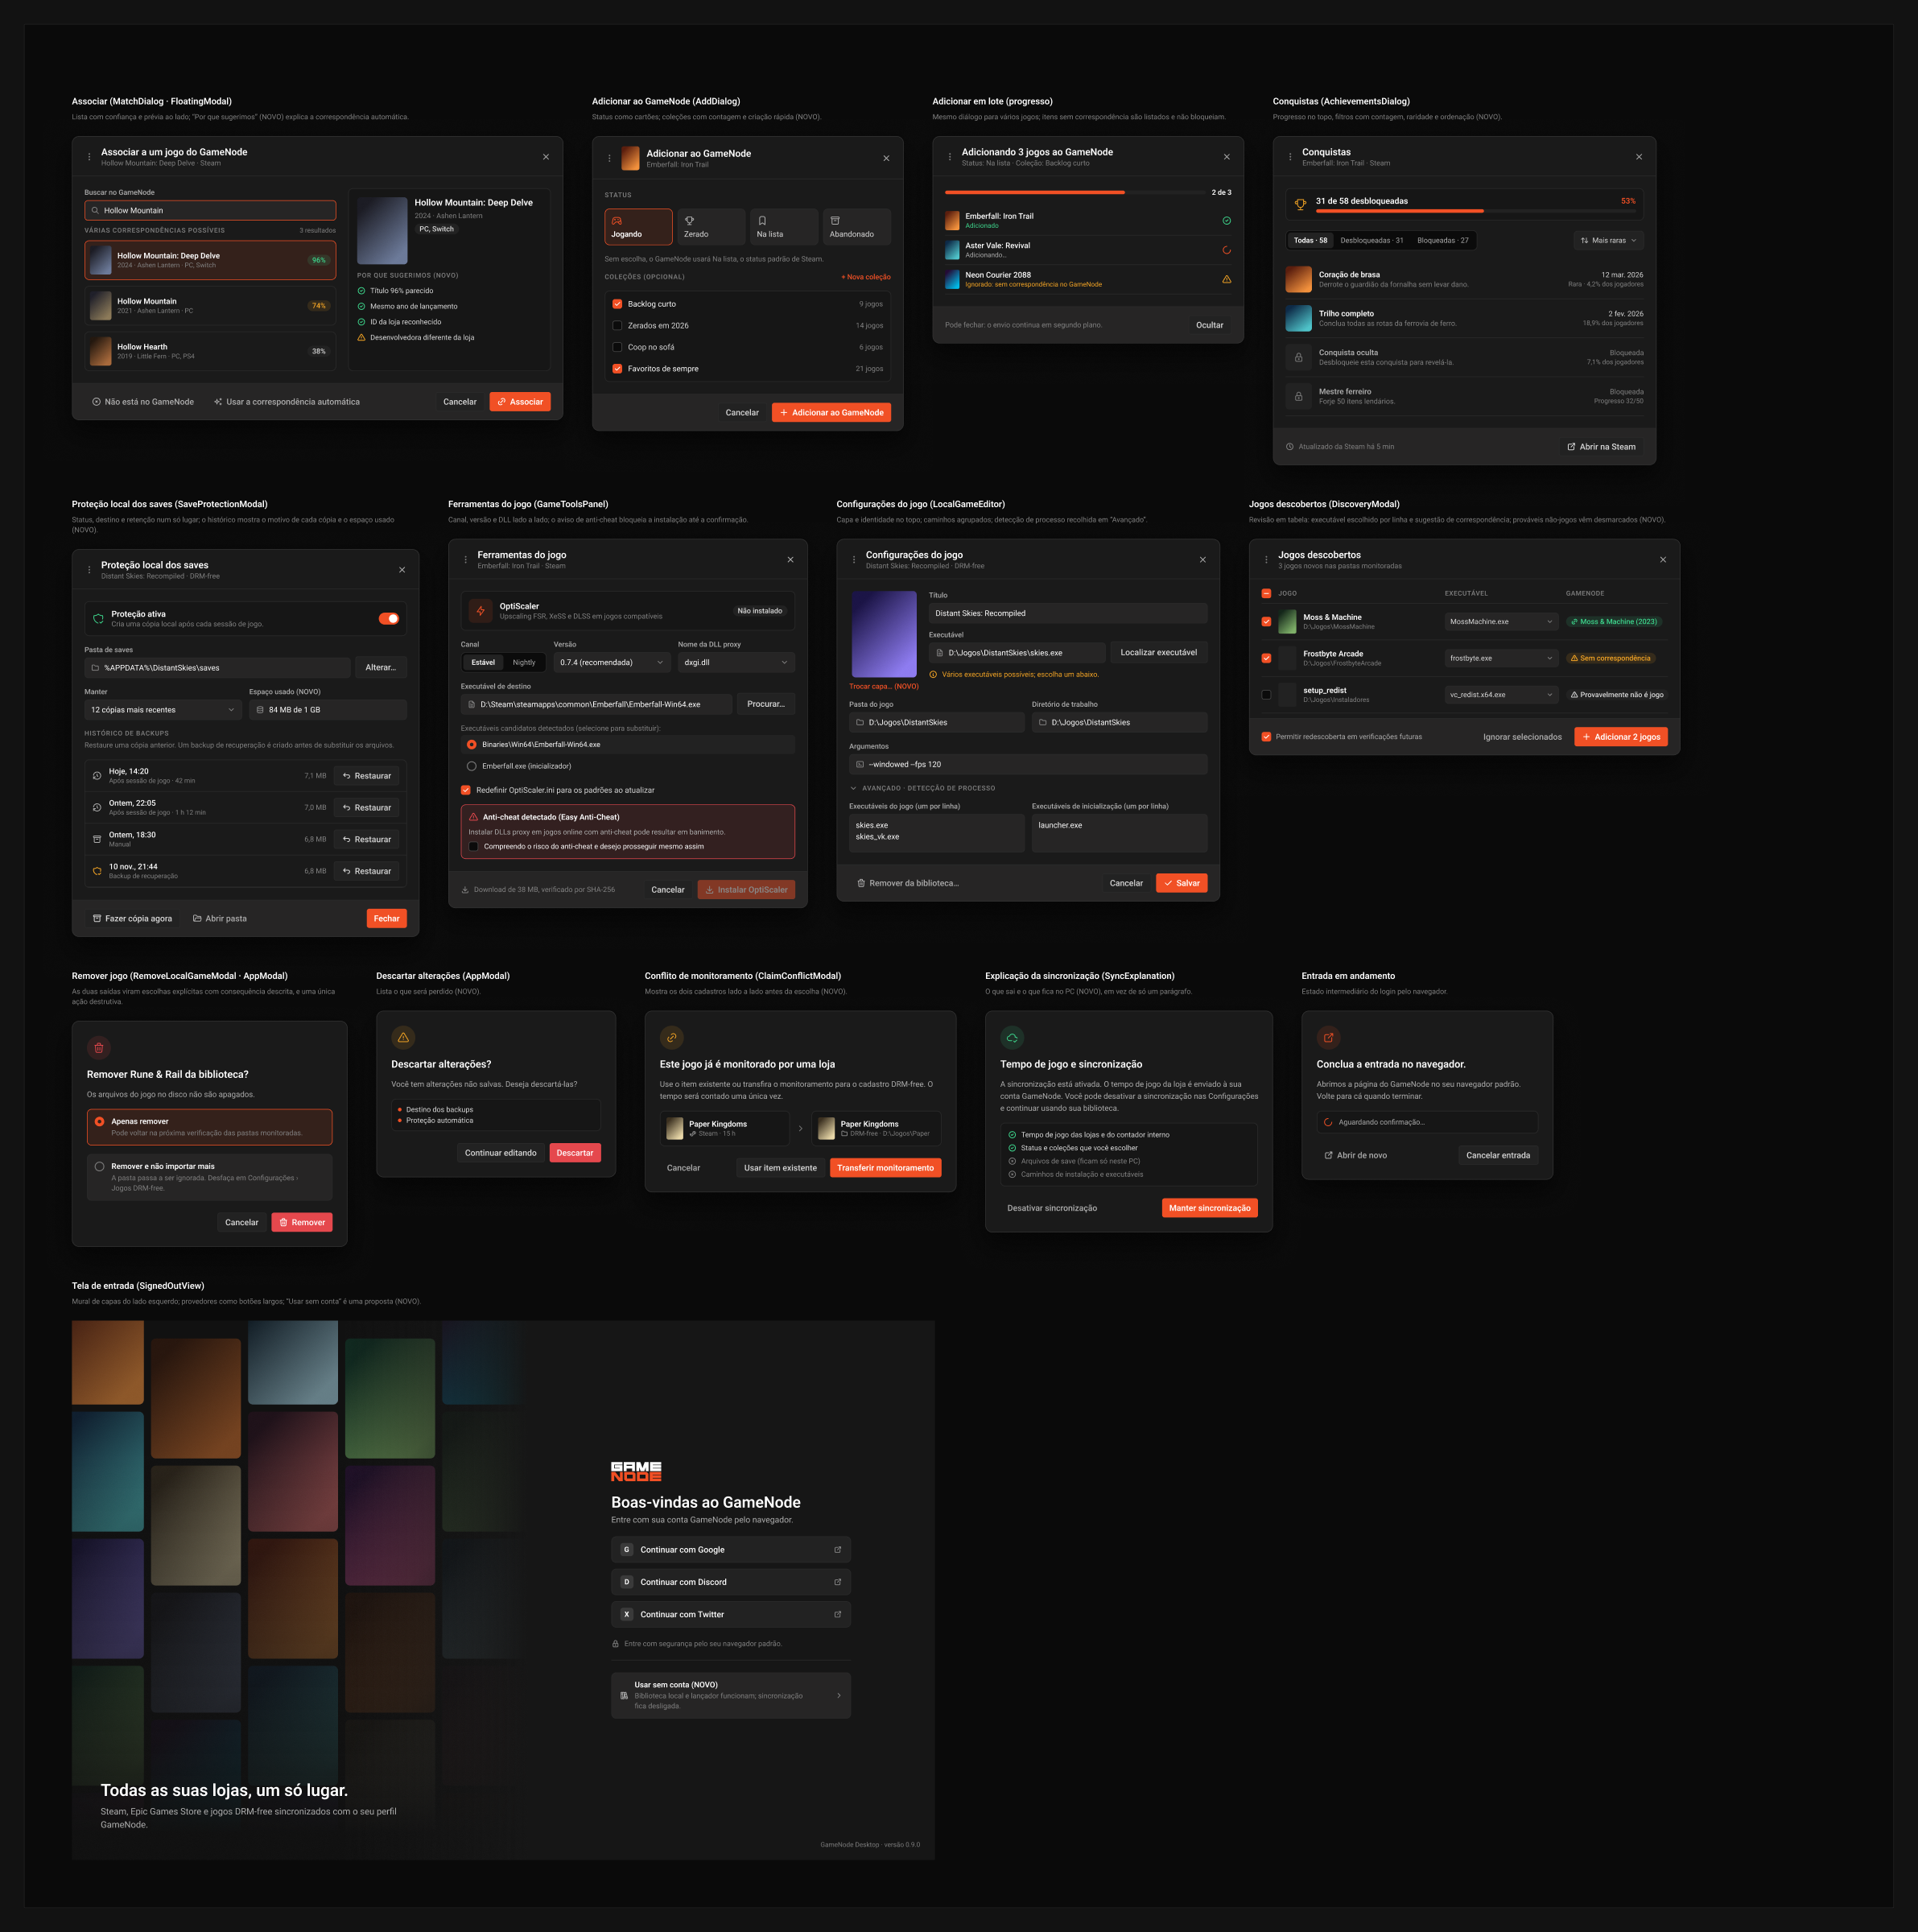 Associar (MatchDialog · FloatingModal)
Lista com confiança e prévia ao lado; "Por que sugerimos" (NOVO) explica a correspondência automática.
Associar a um jogo do GameNode
Hollow Mountain: Deep Delve · Steam
Buscar no GameNode
Hollow Mountain
VÁRIAS CORRESPONDÊNCIAS POSSÍVEIS
3 resultados
Hollow Mountain: Deep Delve
2024 · Ashen Lantern · PC, Switch
96%
Hollow Mountain
2021 · Ashen Lantern · PC
74%
Hollow Hearth
2019 · Little Fern · PC, PS4
38%
Hollow Mountain: Deep Delve
2024 · Ashen Lantern
PC, Switch
POR QUE SUGERIMOS (NOVO)
Título 96% parecido
Mesmo ano de lançamento
ID da loja reconhecido
Desenvolvedora diferente da loja
Não está no GameNode
Usar a correspondência automática
Cancelar
Associar
Adicionar ao GameNode (AddDialog)
Status como cartões; coleções com contagem e criação rápida (NOVO).
Adicionar ao GameNode
Emberfall: Iron Trail
STATUS
Jogando
Zerado
Na lista
Abandonado
Sem escolha, o GameNode usará Na lista, o status padrão de Steam.
COLEÇÕES (OPCIONAL)
+ Nova coleção
Backlog curto
9 jogos
Zerados em 2026
14 jogos
Coop no sofá
6 jogos
Favoritos de sempre
21 jogos
Cancelar
Adicionar ao GameNode
Adicionar em lote (progresso)
Mesmo diálogo para vários jogos; itens sem correspondência são listados e não bloqueiam.
Adicionando 3 jogos ao GameNode
Status: Na lista · Coleção: Backlog curto
2 de 3
Emberfall: Iron Trail
Adicionado
Aster Vale: Revival
Adicionando…
Neon Courier 2088
Ignorado: sem correspondência no GameNode
Pode fechar: o envio continua em segundo plano.
Ocultar
Conquistas (AchievementsDialog)
Progresso no topo, filtros com contagem, raridade e ordenação (NOVO).
Conquistas
Emberfall: Iron Trail · Steam
31 de 58 desbloqueadas
53%
Todas · 58
Desbloqueadas · 31
Bloqueadas · 27
Mais raras
Coração de brasa
Derrote o guardião da fornalha sem levar dano.
12 mar. 2026
Rara · 4,2% dos jogadores
Trilho completo
Conclua todas as rotas da ferrovia de ferro.
2 fev. 2026
18,9% dos jogadores
Conquista oculta
Desbloqueie esta conquista para revelá-la.
Bloqueada
7,1% dos jogadores
Mestre ferreiro
Forje 50 itens lendários.
Bloqueada
Progresso 32/50
Atualizado da Steam há 5 min
Abrir na Steam
Proteção local dos saves (SaveProtectionModal)
Status, destino e retenção num só lugar; o histórico mostra o motivo de cada cópia e o espaço usado
(NOVO).
Proteção local dos saves
Distant Skies: Recompiled · DRM-free
Proteção ativa
Cria uma cópia local após cada sessão de jogo.
Pasta de saves
%APPDATA%\DistantSkies\saves
Alterar…
Manter
12 cópias mais recentes
Espaço usado (NOVO)
84 MB de 1 GB
HISTÓRICO DE BACKUPS
Restaure uma cópia anterior. Um backup de recuperação é criado antes de substituir os arquivos.
Hoje, 14:20
Após sessão de jogo · 42 min
7,1 MB
Restaurar
Ontem, 22:05
Após sessão de jogo · 1 h 12 min
7,0 MB
Restaurar
Ontem, 18:30
Manual
6,8 MB
Restaurar
10 nov., 21:44
Backup de recuperação
6,8 MB
Restaurar
Fazer cópia agora
Abrir pasta
Fechar
Ferramentas do jogo (GameToolsPanel)
Canal, versão e DLL lado a lado; o aviso de anti-cheat bloqueia a instalação até a confirmação.
Ferramentas do jogo
Emberfall: Iron Trail · Steam
OptiScaler
Upscaling FSR, XeSS e DLSS em jogos compatíveis
Não instalado
Canal
Estável
Nightly
Versão
0.7.4 (recomendada)
Nome da DLL proxy
dxgi.dll
Executável de destino
D:\Steam\steamapps\common\Emberfall\Emberfall-Win64.exe
Procurar…
Executáveis candidatos detectados (selecione para substituir):
Binaries\Win64\Emberfall-Win64.exe
Emberfall.exe (inicializador)
Redefinir OptiScaler.ini para os padrões ao atualizar
Anti-cheat detectado (Easy Anti-Cheat)
Instalar DLLs proxy em jogos online com anti-cheat pode resultar em banimento.
Compreendo o risco do anti-cheat e desejo prosseguir mesmo assim
Download de 38 MB, verificado por SHA-256
Cancelar
Instalar OptiScaler
Configurações do jogo (LocalGameEditor)
Capa e identidade no topo; caminhos agrupados; detecção de processo recolhida em "Avançado".
Configurações do jogo
Distant Skies: Recompiled · DRM-free
Trocar capa… (NOVO)
Título
Distant Skies: Recompiled
Executável
D:\Jogos\DistantSkies\skies.exe
Localizar executável
Vários executáveis possíveis; escolha um abaixo.
Pasta do jogo
D:\Jogos\DistantSkies
Diretório de trabalho
D:\Jogos\DistantSkies
Argumentos
--windowed --fps 120
AVANÇADO · DETECÇÃO DE PROCESSO
Executáveis do jogo (um por linha)
skies.exe
skies_vk.exe
Executáveis de inicialização (um por linha)
launcher.exe
Remover da biblioteca…
Cancelar
Salvar
Jogos descobertos (DiscoveryModal)
Revisão em tabela: executável escolhido por linha e sugestão de correspondência; prováveis não-jogos vêm desmarcados (NOVO).
Jogos descobertos
3 jogos novos nas pastas monitoradas
JOGO
EXECUTÁVEL
GAMENODE
Moss & Machine
D:\Jogos\MossMachine
MossMachine.exe
Moss & Machine (2023)
Frostbyte Arcade
D:\Jogos\FrostbyteArcade
frostbyte.exe
Sem correspondência
setup_redist
D:\Jogos\Instaladores
vc_redist.x64.exe
Provavelmente não é jogo
Permitir redescoberta em verificações futuras
Ignorar selecionados
Adicionar 2 jogos
Remover jogo (RemoveLocalGameModal · AppModal)
As duas saídas viram escolhas explícitas com consequência descrita, e uma única
ação destrutiva.
Remover Rune & Rail da biblioteca?
Os arquivos do jogo no disco não são apagados.
Apenas remover
Pode voltar na próxima verificação das pastas monitoradas.
Remover e não importar mais
A pasta passa a ser ignorada. Desfaça em Configurações ›
Jogos DRM-free.
Cancelar
Remover
Descartar alterações (AppModal)
Lista o que será perdido (NOVO).
Descartar alterações?
Você tem alterações não salvas. Deseja descartá-las?
Destino dos backups
Proteção automática
Continuar editando
Descartar
Conflito de monitoramento (ClaimConflictModal)
Mostra os dois cadastros lado a lado antes da escolha (NOVO).
Este jogo já é monitorado por uma loja
Use o item existente ou transfira o monitoramento para o cadastro DRM-free. O
tempo será contado uma única vez.
Paper Kingdoms
Steam · 15 h
Paper Kingdoms
DRM-free · D:\Jogos\Paper
Cancelar
Usar item existente
Transferir monitoramento
Explicação da sincronização (SyncExplanation)
O que sai e o que fica no PC (NOVO), em vez de só um parágrafo.
Tempo de jogo e sincronização
A sincronização está ativada. O tempo de jogo da loja é enviado à sua
conta GameNode. Você pode desativar a sincronização nas Configurações
e continuar usando sua biblioteca.
Tempo de jogo das lojas e do contador interno
Status e coleções que você escolher
Arquivos de save (ficam só neste PC)
Caminhos de instalação e executáveis
Desativar sincronização
Manter sincronização
Entrada em andamento
Estado intermediário do login pelo navegador.
Conclua a entrada no navegador.
Abrimos a página do GameNode no seu navegador padrão.
Volte para cá quando terminar.
Aguardando confirmação…
Abrir de novo
Cancelar entrada
Tela de entrada (SignedOutView)
Mural de capas do lado esquerdo; provedores como botões largos; "Usar sem conta" é uma proposta (NOVO).
Todas as suas lojas, um só lugar.
Steam, Epic Games Store e jogos DRM-free sincronizados com o seu perfil
GameNode.
GAME
NODE
Boas-vindas ao GameNode
Entre com sua conta GameNode pelo navegador.
G
Continuar com Google
D
Continuar com Discord
X
Continuar com Twitter
Entre com segurança pelo seu navegador padrão.
Usar sem conta (NOVO)
Biblioteca local e lançador funcionam; sincronização
fica desligada.
GameNode Desktop · versão 0.9.0